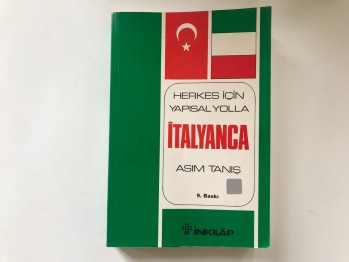 HERKES İÇİN
YAPISAL YOLLA
İTALYANCA
ASIM TANIŞ
9. Baskı
İNKILÂP